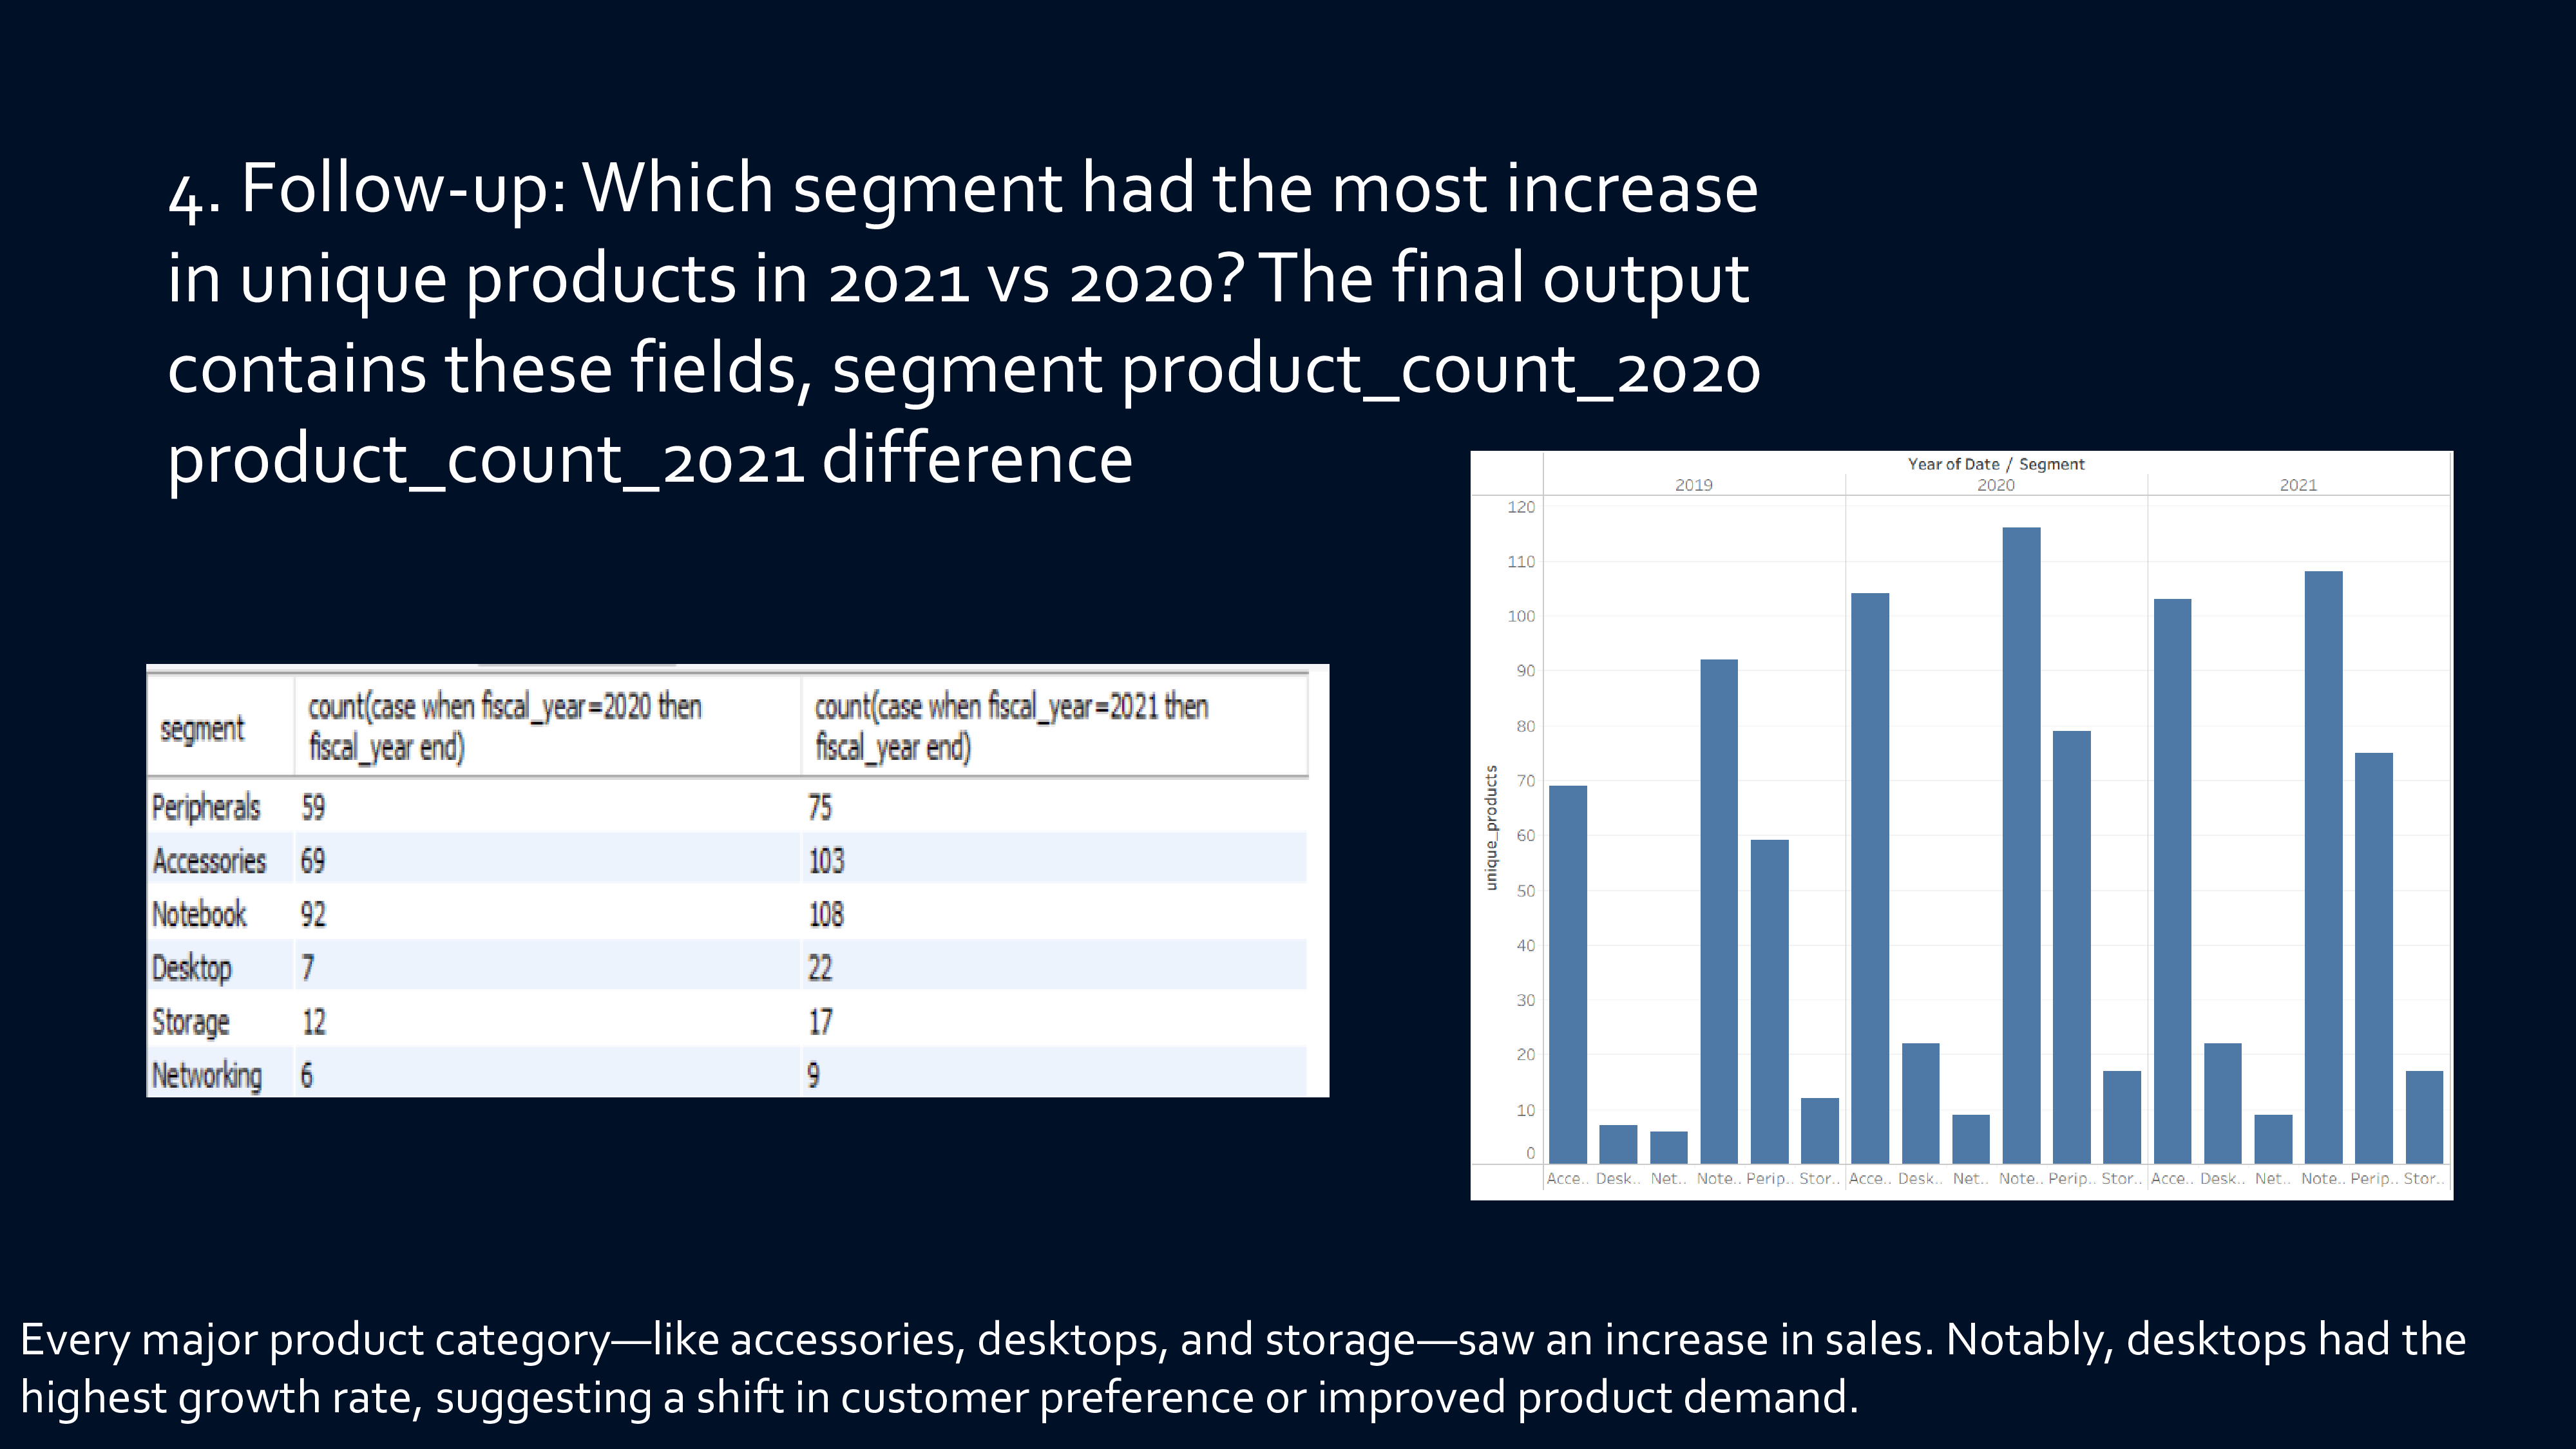 4. Follow-up: Which segment had the most increase
in unique products in 2021 vs 2020? The final output
contains these fields, segment product_count_2020
product_count_2021 difference
segment count(case when fiscal_year=2020 then fiscal_year end) count(case when fiscal_year=2021 then fiscal_year end)
Peripherals 59 75
Accessories 69 103
Notebook 92 108
Desktop 7 22
Storage 12 17
Networking 6 9
Year of Date / Segment
2019 2020 2021
unique_products
120
110
100
90
80
70
60
50
40
30
20
10
0
Acce.. Desk.. Net.. Note.. Perip.. Stor.. Acce.. Desk.. Net.. Note.. Perip.. Stor.. Acce.. Desk.. Net.. Note.. Perip.. Stor..
Every major product category—like accessories, desktops, and storage—saw an increase in sales. Notably, desktops had the
highest growth rate, suggesting a shift in customer preference or improved product demand.